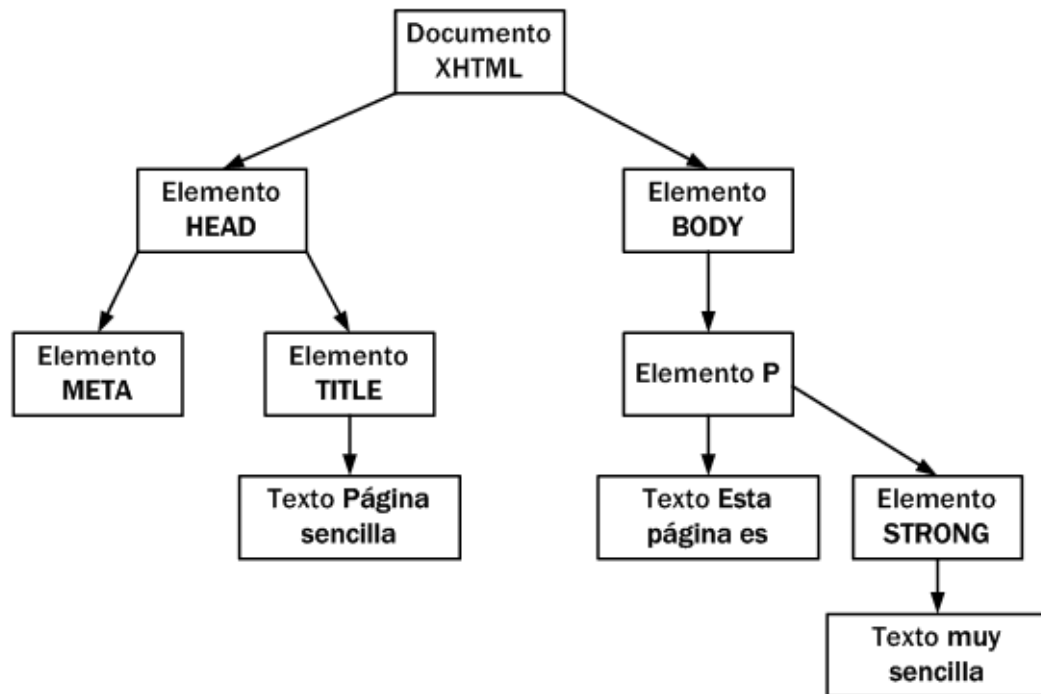 Documento
XHTML
Elemento
HEAD
Elemento
BODY
Elemento
META
Elemento
TITLE
Elemento P
Texto Página
sencilla
Texto Esta
página es
Elemento
STRONG
Texto muy
sencilla